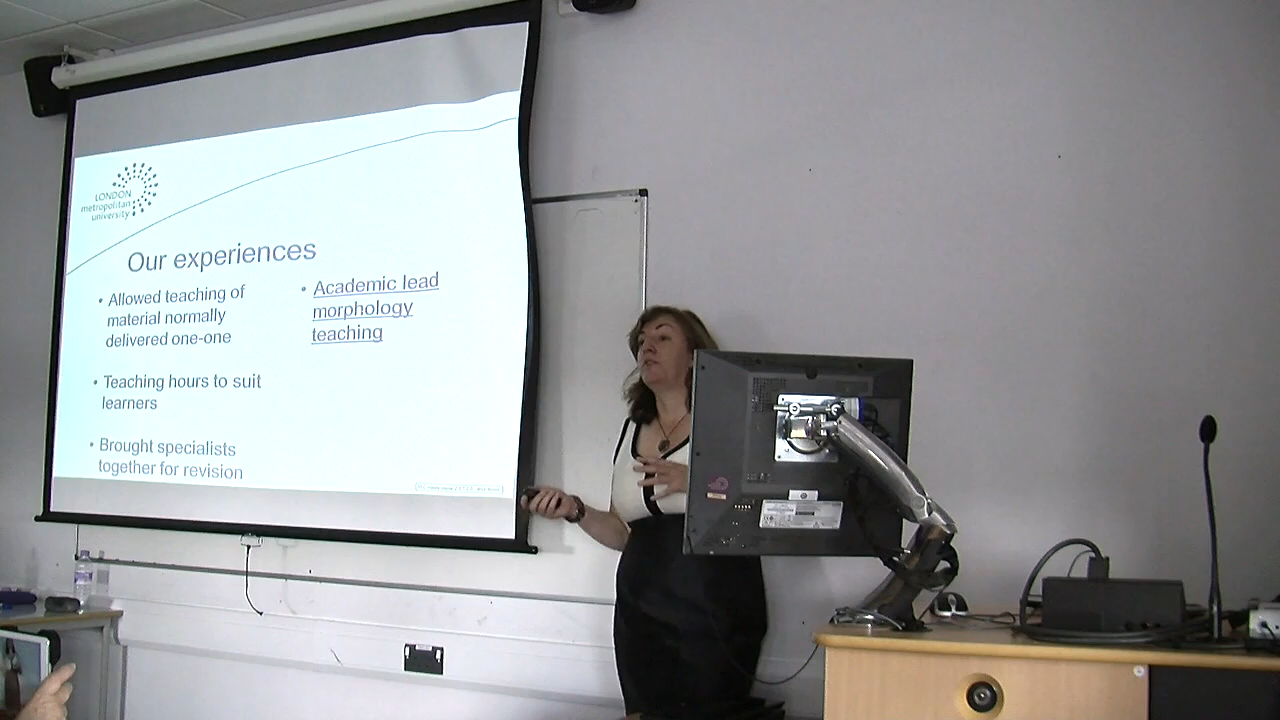 LONDON
metropolitan
university
Our experiences
• Allowed teaching of
material normally
delivered one-one
• Teaching hours to suit
learners
• Brought specialists
together for revision
• Academic lead
morphology
teaching